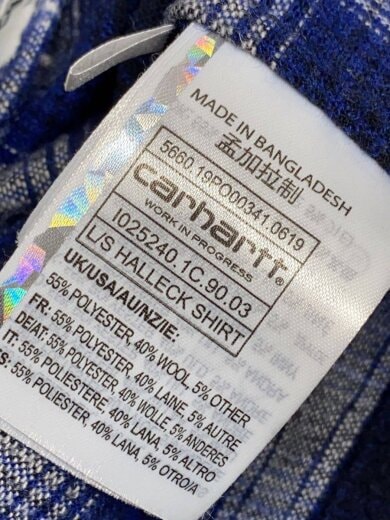 MADE IN BANGLADESH
孟加拉制
5660.19PO00341.0619
carhartt®
WORK IN PROGRESS
I025240.1C.90.03
L/S HALLECK SHIRT
UK/USA/AUNZ/IE:
55% POLYESTER, 40% WOOL, 5% OTHER
FR: 55% POLYESTER, 40% LAINE, 5% AUTRE
DE/AT: 55% POLYESTER, 40% WOLLE, 5% ANDERES
IT: 55% POLIESTERE, 40% LANA, 5% ALTRO
ES: 55% POLIESTER, 40% LANA, 5% OTRO/A